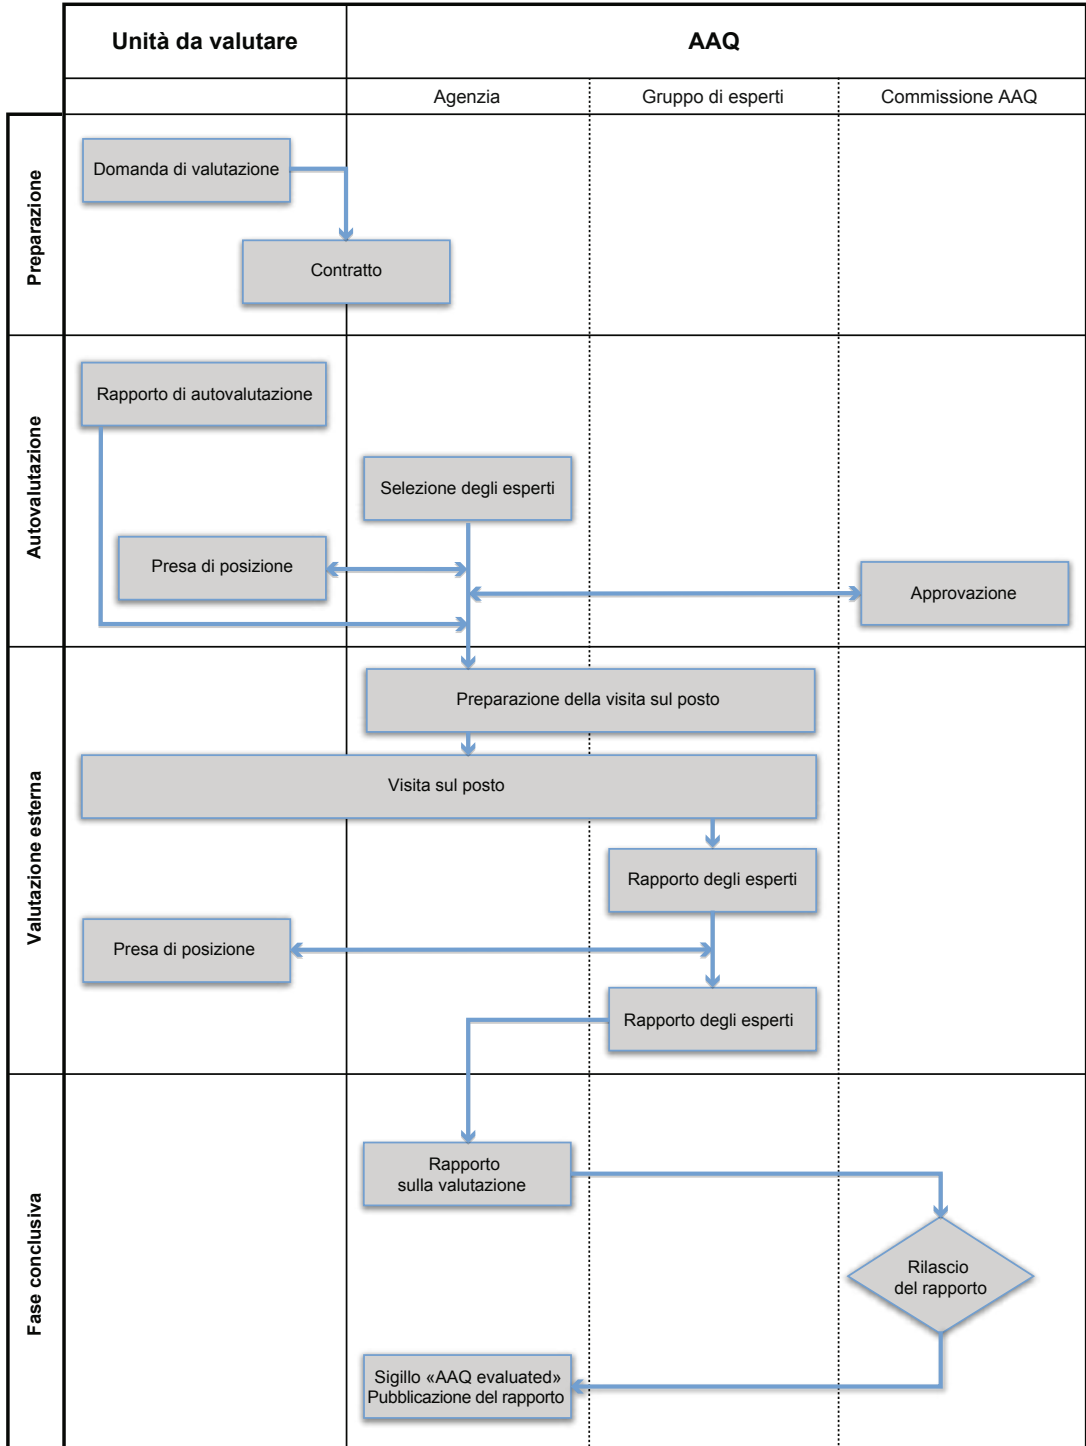 Unità da valutare
AAQ
Agenzia
Gruppo di esperti
Commissione AAQ
Preparazione
Domanda di valutazione
Contratto
Autovalutazione
Rapporto di autovalutazione
Selezione degli esperti
Presa di posizione
Approvazione
Valutazione esterna
Preparazione della visita sul posto
Visita sul posto
Rapporto degli esperti
Presa di posizione
Rapporto degli esperti
Fase conclusiva
Rapporto
sulla valutazione
Rilascio
del rapporto
Sigillo «AAQ evaluated»
Pubblicazione del rapporto